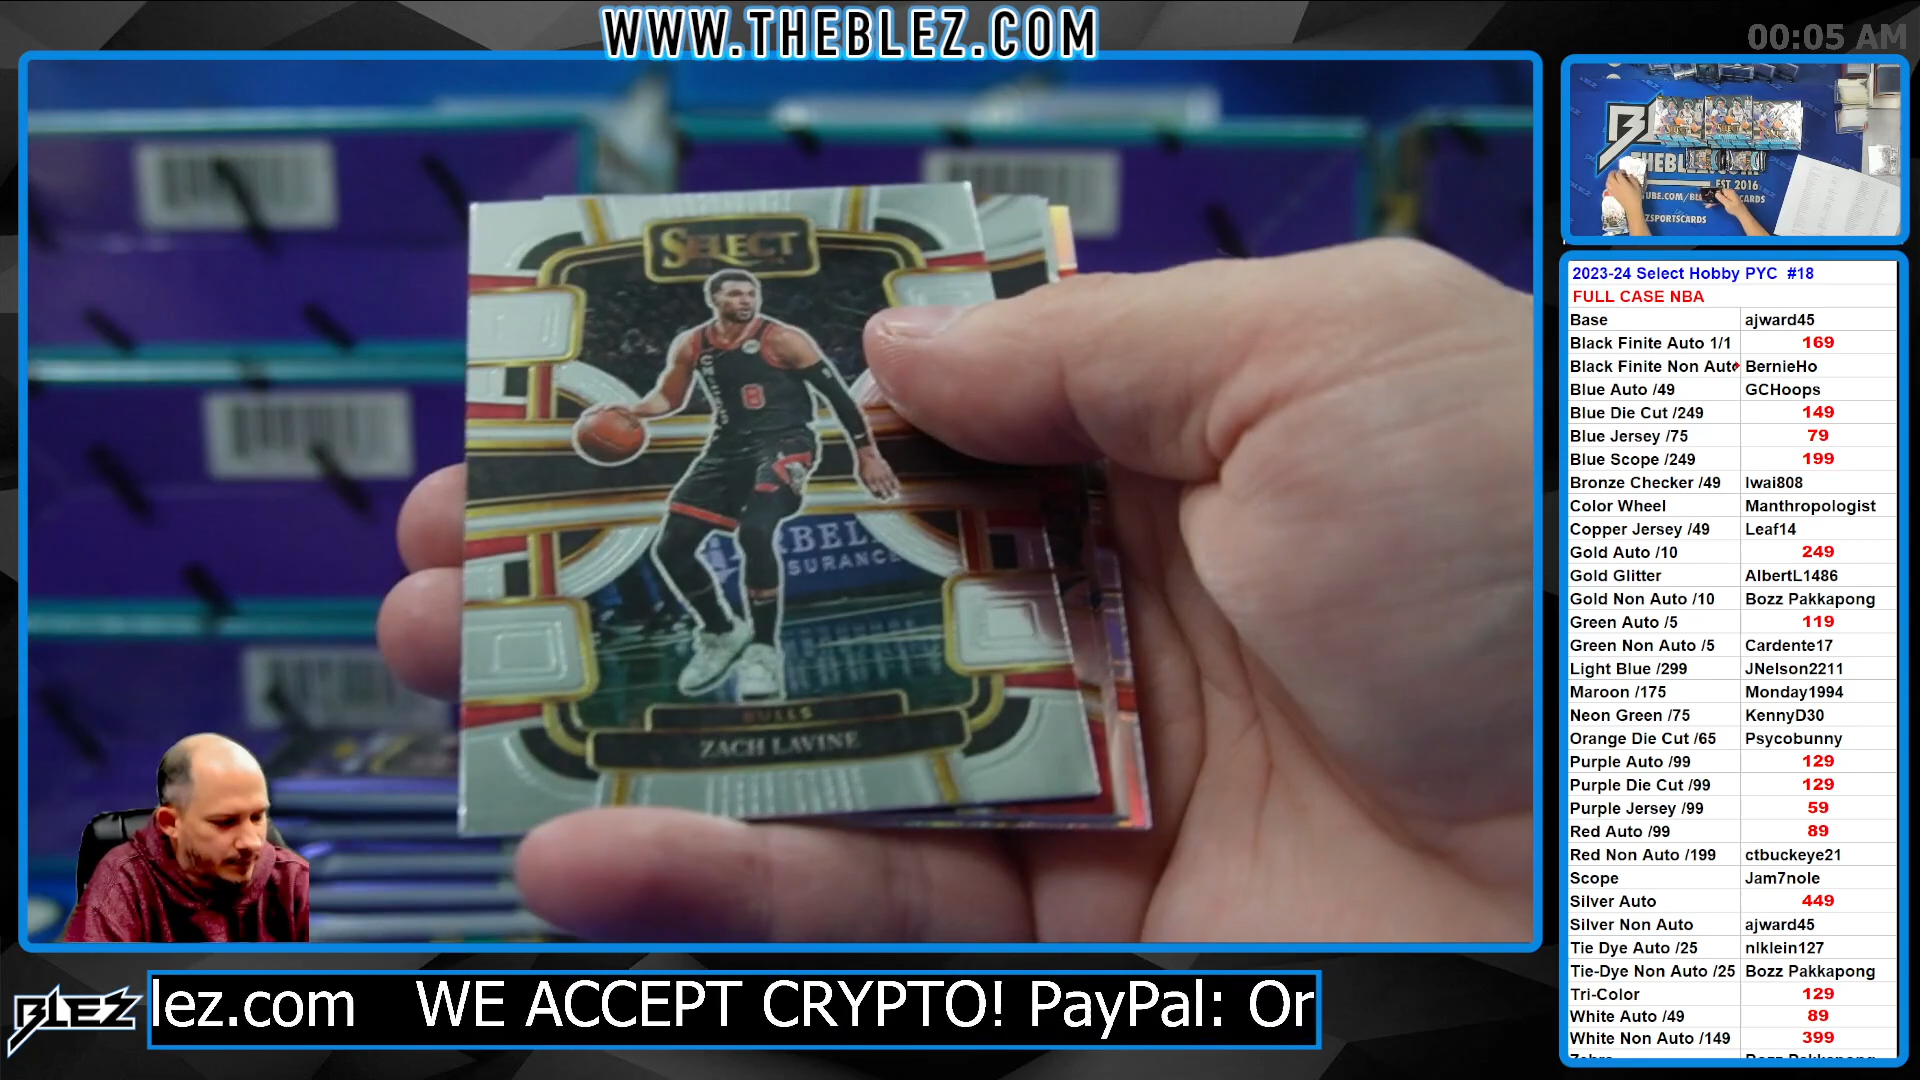 WWW.THEBLEZ.COM
00:05 AM
SELECT
8
BULLS
ZACH LAVINE
EST 2016
ZSPORTSCARDS
2023-24 Select Hobby PYC #18
FULL CASE NBA
Base ajward45
Black Finite Auto 1/1 169
Black Finite Non Auto BernieHo
Blue Auto /49 GCHoops
Blue Die Cut /249 149
Blue Jersey /75 79
Blue Scope /249 199
Bronze Checker /49 Iwai808
Color Wheel Manthropologist
Copper Jersey /49 Leaf14
Gold Auto /10 249
Gold Glitter AlbertL1486
Gold Non Auto /10 Bozz Pakkapong
Green Auto /5 119
Green Non Auto /5 Cardente17
Light Blue /299 JNelson2211
Maroon /175 Monday1994
Neon Green /75 KennyD30
Orange Die Cut /65 Psycobunny
Purple Auto /99 129
Purple Die Cut /99 129
Purple Jersey /99 59
Red Auto /99 89
Red Non Auto /199 ctbuckeye21
Scope Jam7nole
Silver Auto 449
Silver Non Auto ajward45
Tie Dye Auto /25 nlklein127
Tie-Dye Non Auto /25 Bozz Pakkapong
Tri-Color 129
White Auto /49 89
White Non Auto /149 399
BLEZ
lez.com WE ACCEPT CRYPTO! PayPal: Or